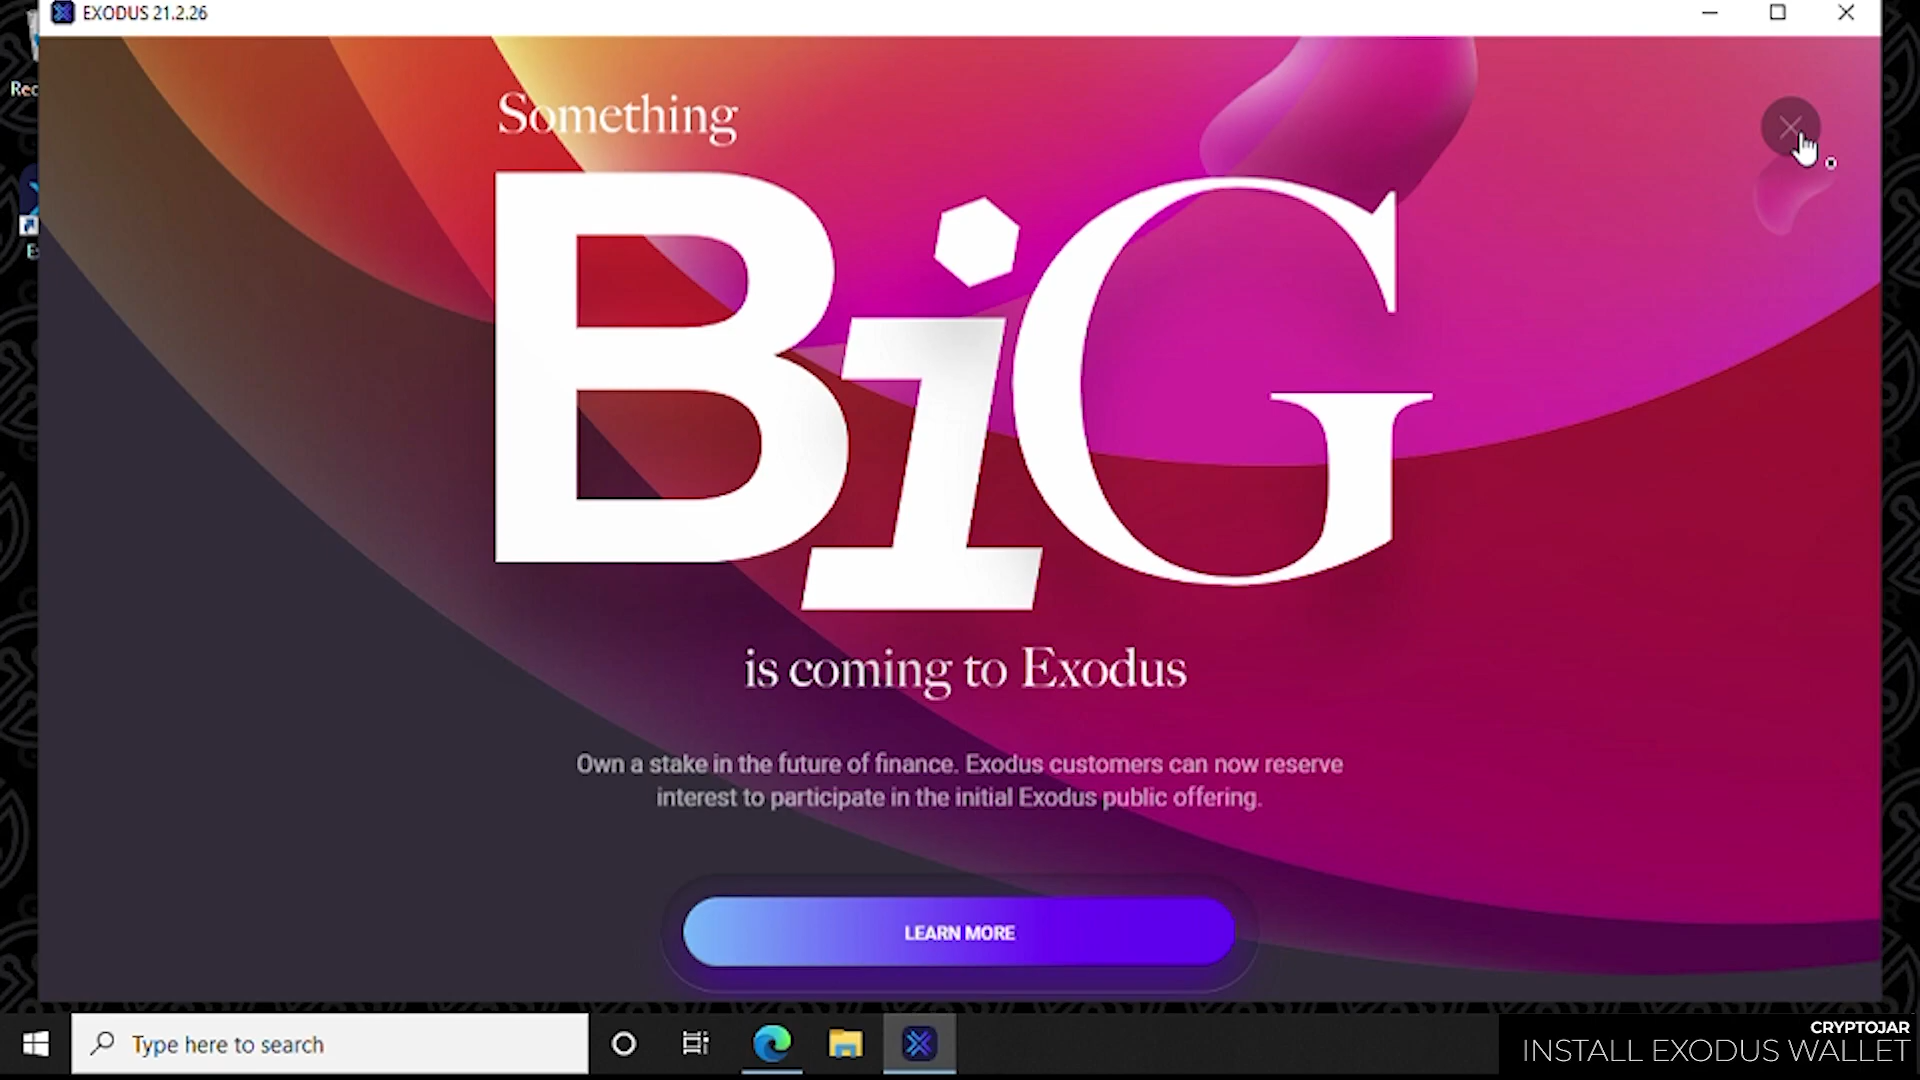 EXODUS 21.2.26
Rec
E
Something
BiG
is coming to Exodus
Own a stake in the future of finance. Exodus customers can now reserve
interest to participate in the initial Exodus public offering.
LEARN MORE
Type here to search
CRYPTOJAR
INSTALL EXODUS WALLET